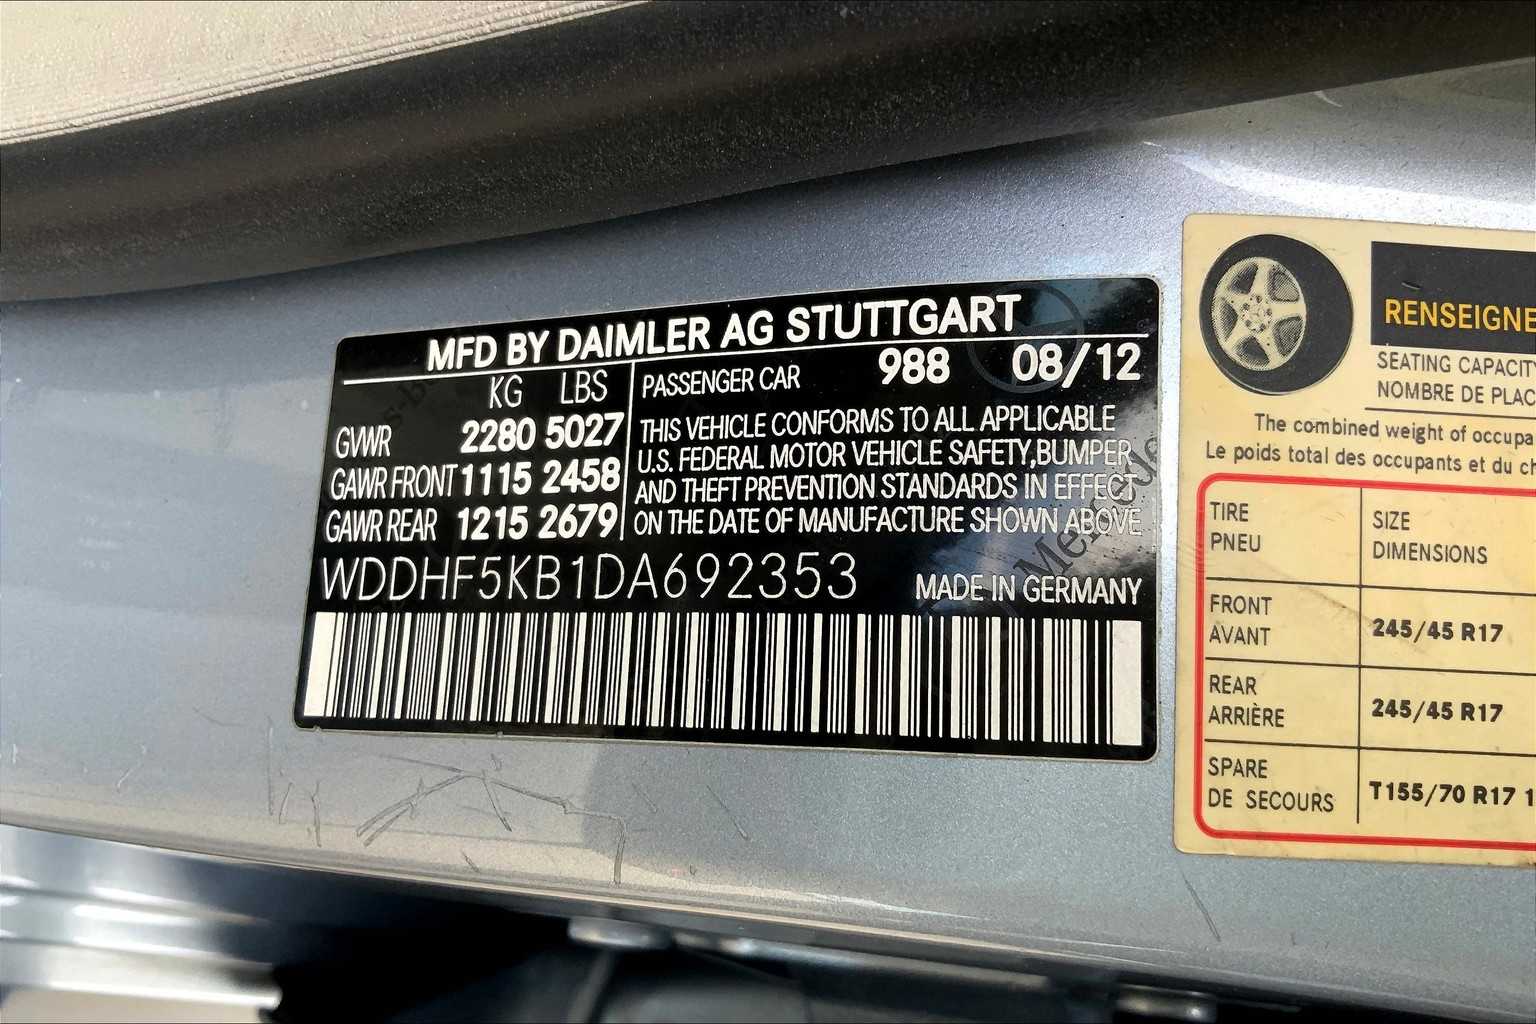 MFD BY DAIMLER AG STUTTGART
KG LBS
GVWR 2280 5027
GAWR FRONT 1115 2458
GAWR REAR 1215 2679
PASSENGER CAR 988 08/12
THIS VEHICLE CONFORMS TO ALL APPLICABLE
U.S. FEDERAL MOTOR VEHICLE SAFETY,BUMPER
AND THEFT PREVENTION STANDARDS IN EFFECT
ON THE DATE OF MANUFACTURE SHOWN ABOVE
WDDHF5KB1DA692353
MADE IN GERMANY
RENSEIGNE
SEATING CAPACITY
NOMBRE DE PLAC
The combined weight of occupa
Le poids total des occupants et du ch
TIRE SIZE
PNEU DIMENSIONS
FRONT
AVANT 245/45 R17
REAR
ARRIÈRE 245/45 R17
SPARE
DE SECOURS T155/70 R17 1